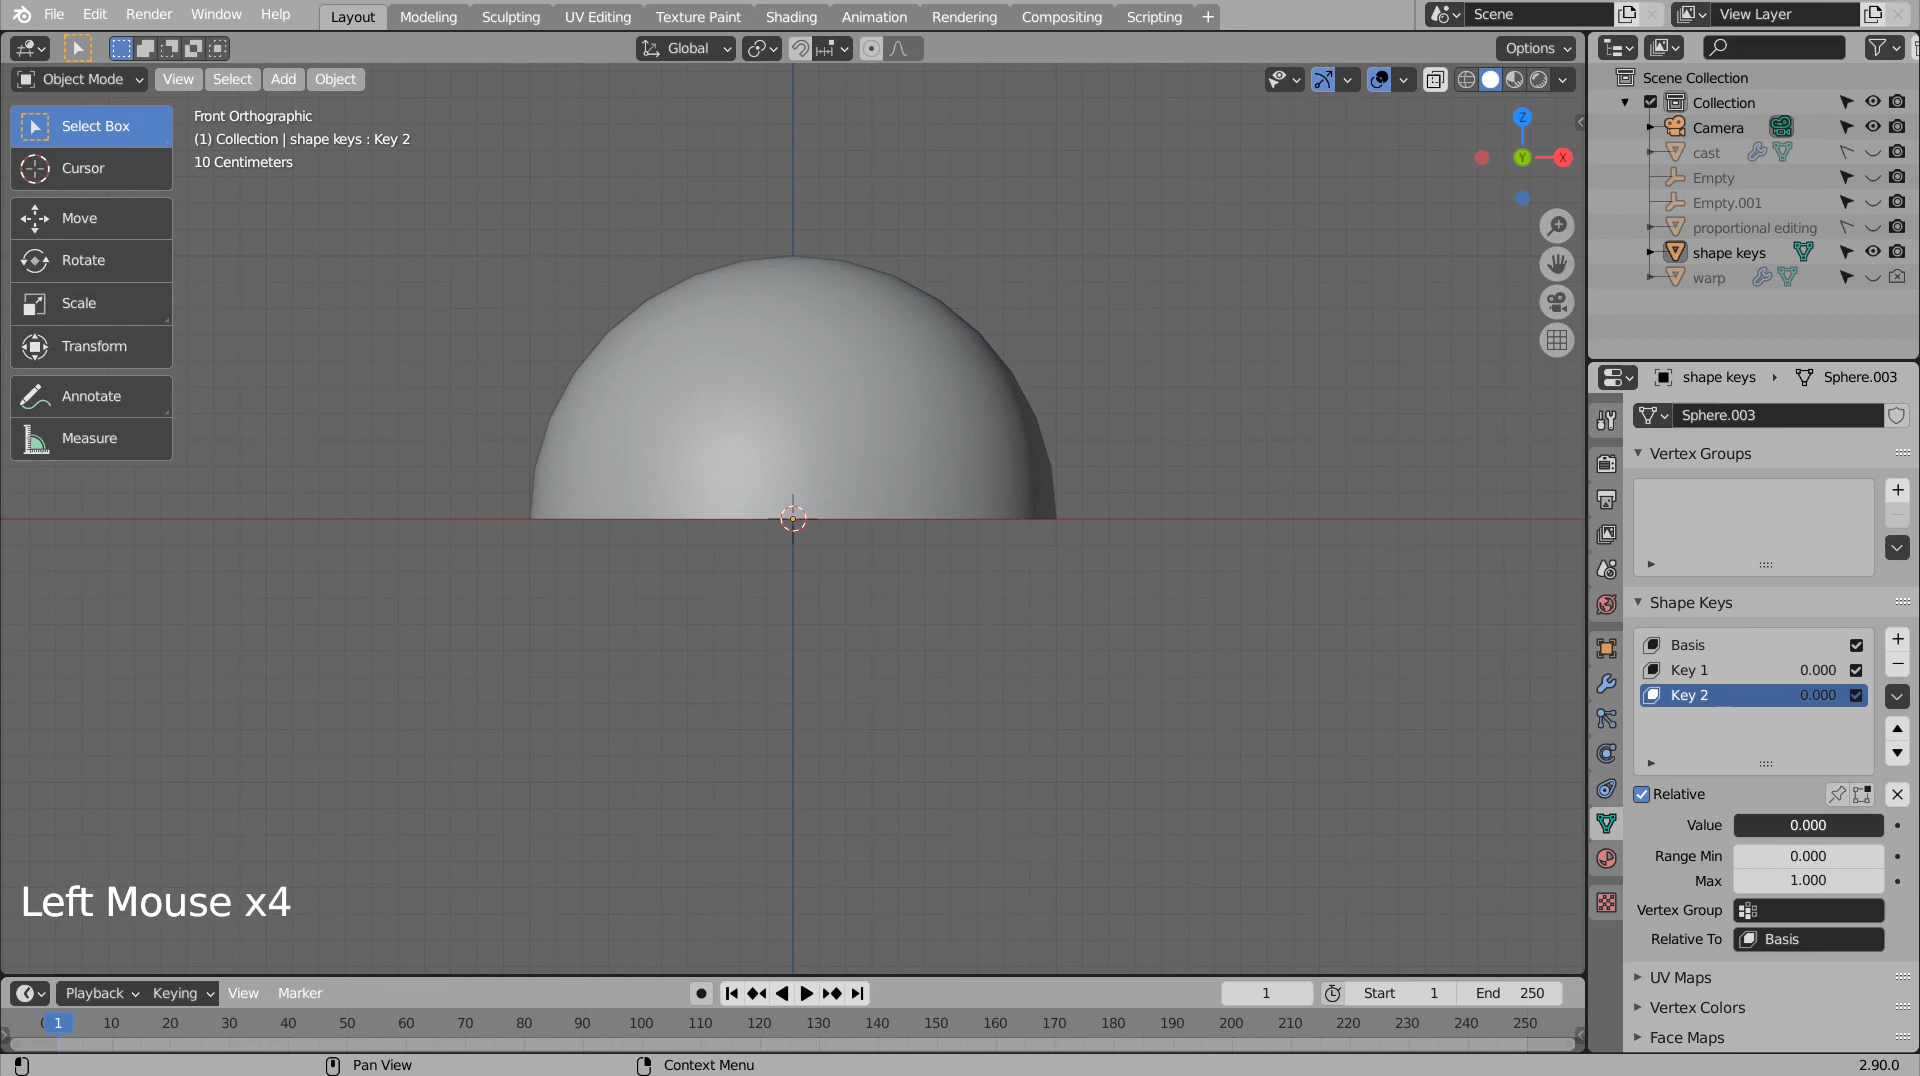 File Edit Render Window Help Layout Modeling Sculpting UV Editing Texture Paint Shading Animation Rendering Compositing Scripting + Scene View Layer
Global Options
Object Mode View Select Add Object
Select Box
Cursor
Move
Rotate
Scale
Transform
Annotate
Measure
Front Orthographic
(1) Collection | shape keys : Key 2
10 Centimeters
Z
Y
X
Scene Collection
Collection
Camera
cast
Empty
Empty.001
proportional editing
shape keys
warp
shape keys Sphere.003
Sphere.003
Vertex Groups
Shape Keys
Basis
Key 1 0.000
Key 2 0.000
Relative
Value 0.000
Range Min 0.000
Max 1.000
Vertex Group
Relative To Basis
UV Maps
Vertex Colors
Face Maps
Left Mouse x4
Playback Keying View Marker 1 Start 1 End 250
0 1 10 20 30 40 50 60 70 80 90 100 110 120 130 140 150 160 170 180 190 200 210 220 230 240 250
Pan View Context Menu 2.90.0